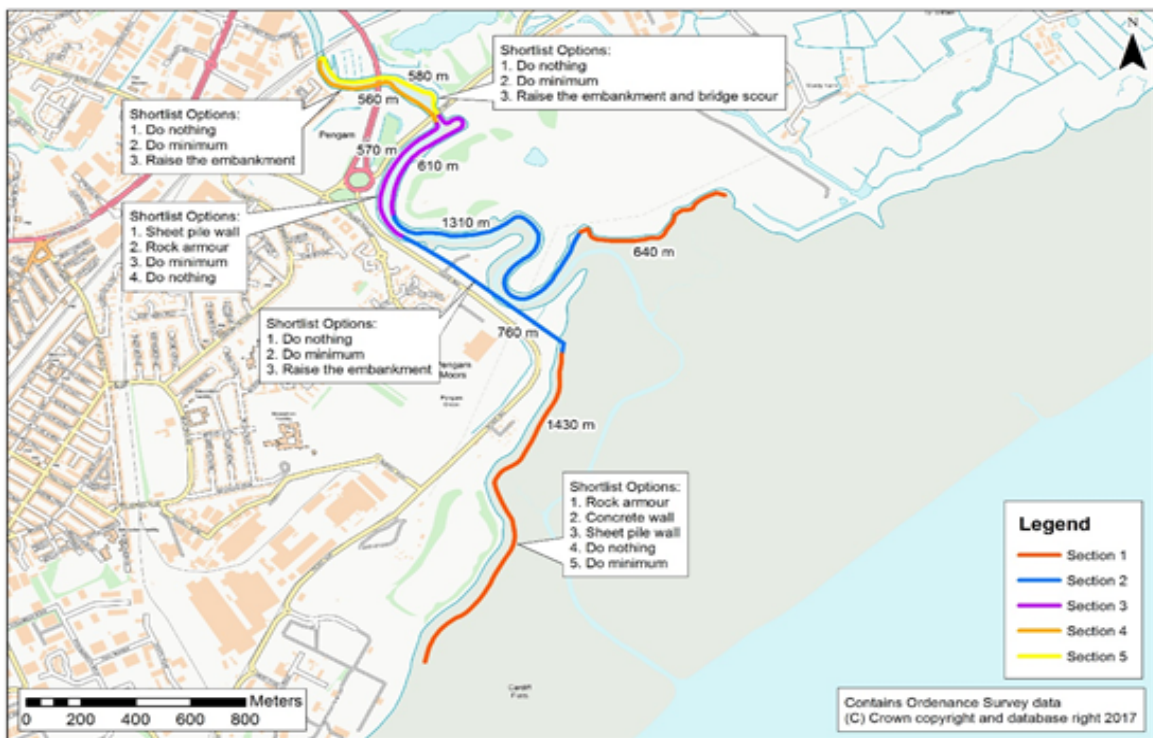 N
Shortlist Options:
1. Do nothing
2. Do minimum
3. Raise the embankment and bridge scour
580 m
560 m
Shortlist Options:
1. Do nothing
2. Do minimum
3. Raise the embankment
Pengam
570 m
610 m
Shortlist Options:
1. Sheet pile wall
2. Rock armour
3. Do minimum
4. Do nothing
1310 m
640 m
Shortlist Options:
1. Do nothing
2. Do minimum
3. Raise the embankment
760 m
Pengam
Moors
1430 m
Shortlist Options:
1. Rock armour
2. Concrete wall
3. Sheet pile wall
4. Do nothing
5. Do minimum
Legend
Section 1
Section 2
Section 3
Section 4
Section 5
Cardiff
Flats
Meters
0 200 400 600 800
Contains Ordenance Survey data
(C) Crown copyright and database right 2017